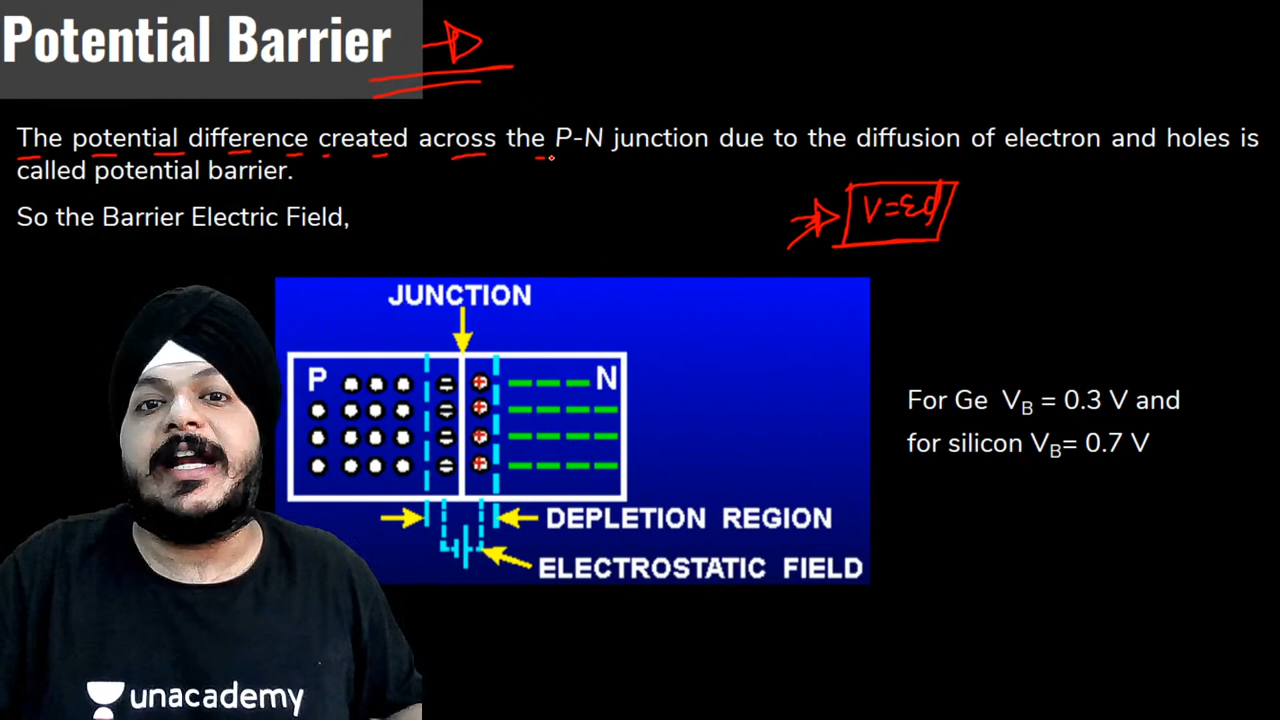 Potential Barrier
The potential difference created across the P-N junction due to the diffusion of electron and holes is
called potential barrier.
So the Barrier Electric Field,
V=Ed
JUNCTION
P
N
DEPLETION REGION
ELECTROSTATIC FIELD
For Ge V_B = 0.3 V and
for silicon V_B= 0.7 V
unacademy